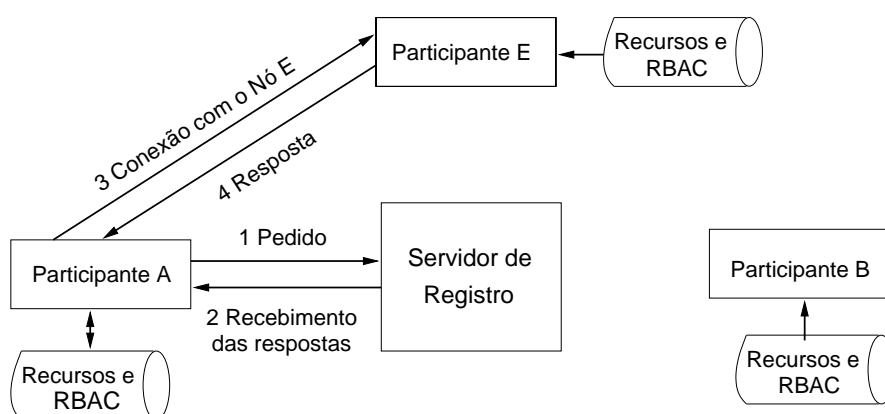 Participante E
Recursos e
RBAC
3 Conexão com o Nó E
4 Resposta
Participante A
1 Pedido
Servidor de
Registro
2 Recebimento
das respostas
Participante B
Recursos e
RBAC
Recursos e
RBAC